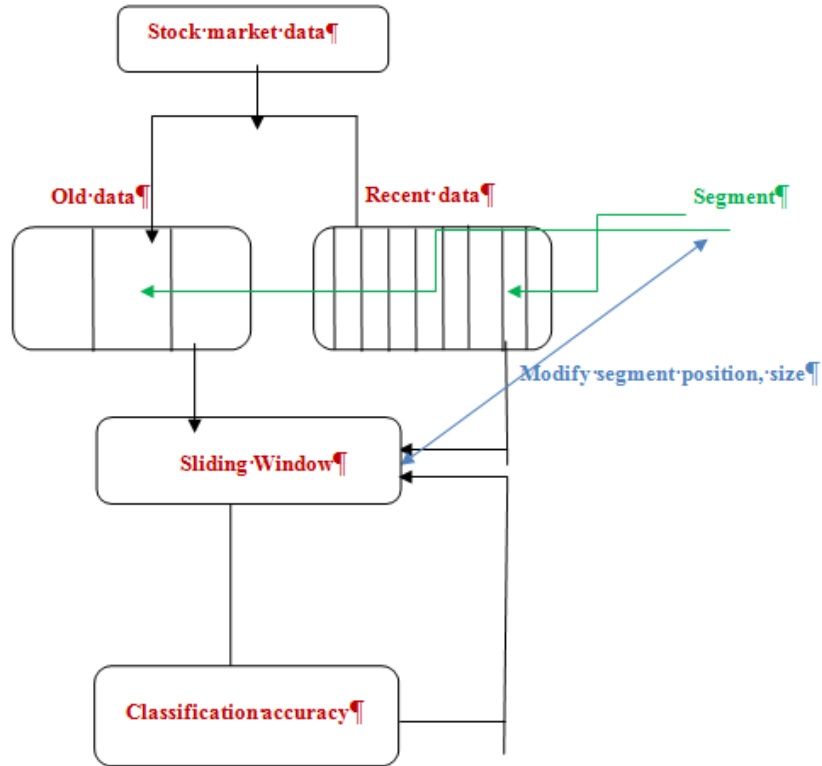 Stock·market·data¶
Old·data¶
Recent·data¶
Segment¶
Modify·segment·position,·size¶
Sliding·Window¶
Classification·accuracy¶